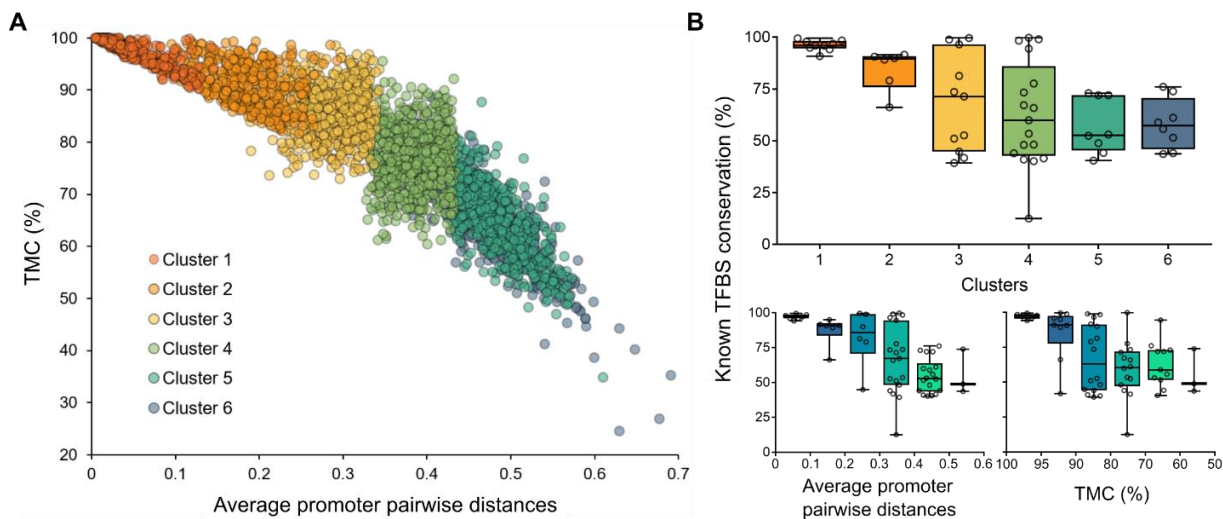 A
TMC (%)
100
90
80
70
60
50
40
30
20
0
0.1
0.2
0.3
0.4
0.5
0.6
0.7
Average promoter pairwise distances
Cluster 1
Cluster 2
Cluster 3
Cluster 4
Cluster 5
Cluster 6
B
Known TFBS conservation (%)
100
75
50
25
0
1 2 3 4 5 6
Clusters
100
75
50
25
0
0 0.1 0.2 0.3 0.4 0.5 0.6
Average promoter
pairwise distances
100 95 90 80 70 60 50
TMC (%)